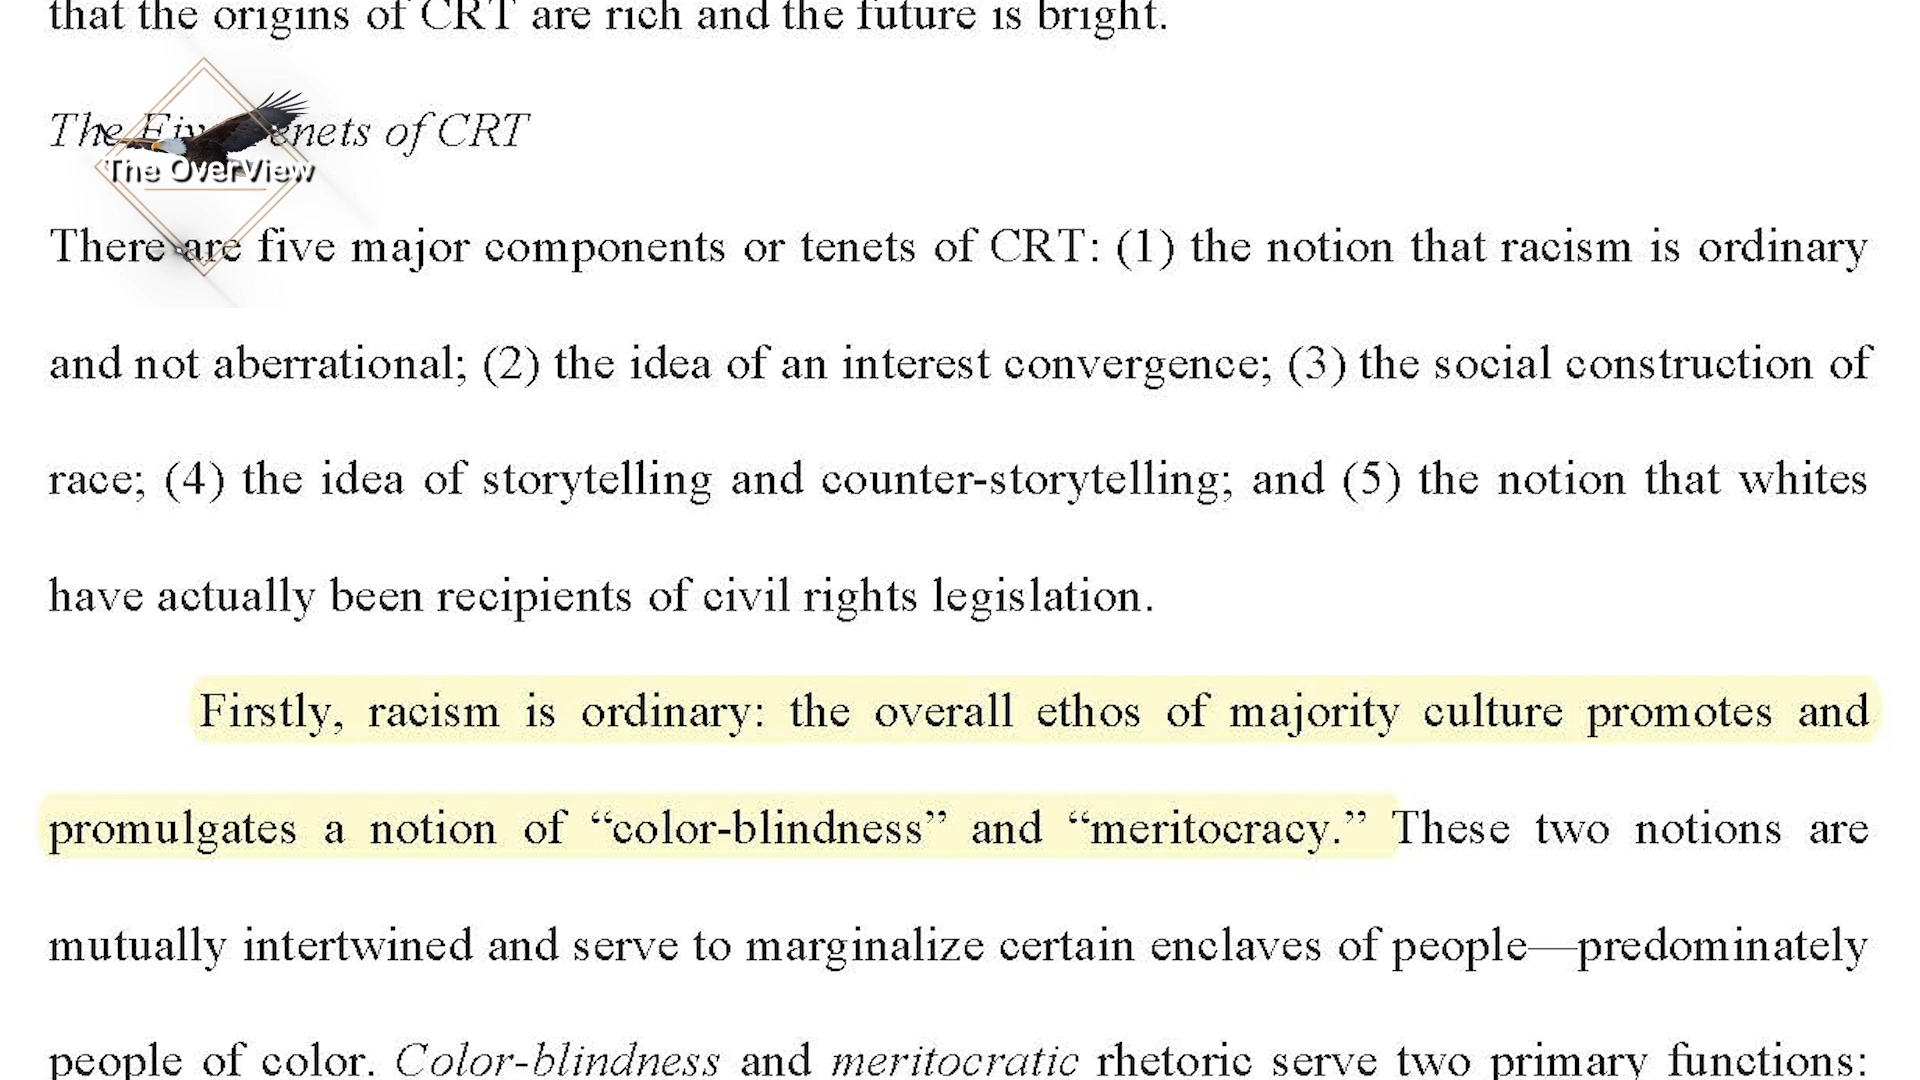 that the origins of CRT are rich and the future is bright.
The Five Tenets of CRT
The OverView
There are five major components or tenets of CRT: (1) the notion that racism is ordinary
and not aberrational; (2) the idea of an interest convergence; (3) the social construction of
race; (4) the idea of storytelling and counter-storytelling; and (5) the notion that whites
have actually been recipients of civil rights legislation.
Firstly, racism is ordinary: the overall ethos of majority culture promotes and
promulgates a notion of “color-blindness” and “meritocracy.” These two notions are
mutually intertwined and serve to marginalize certain enclaves of people—predominately
people of color. Color-blindness and meritocratic rhetoric serve two primary functions: